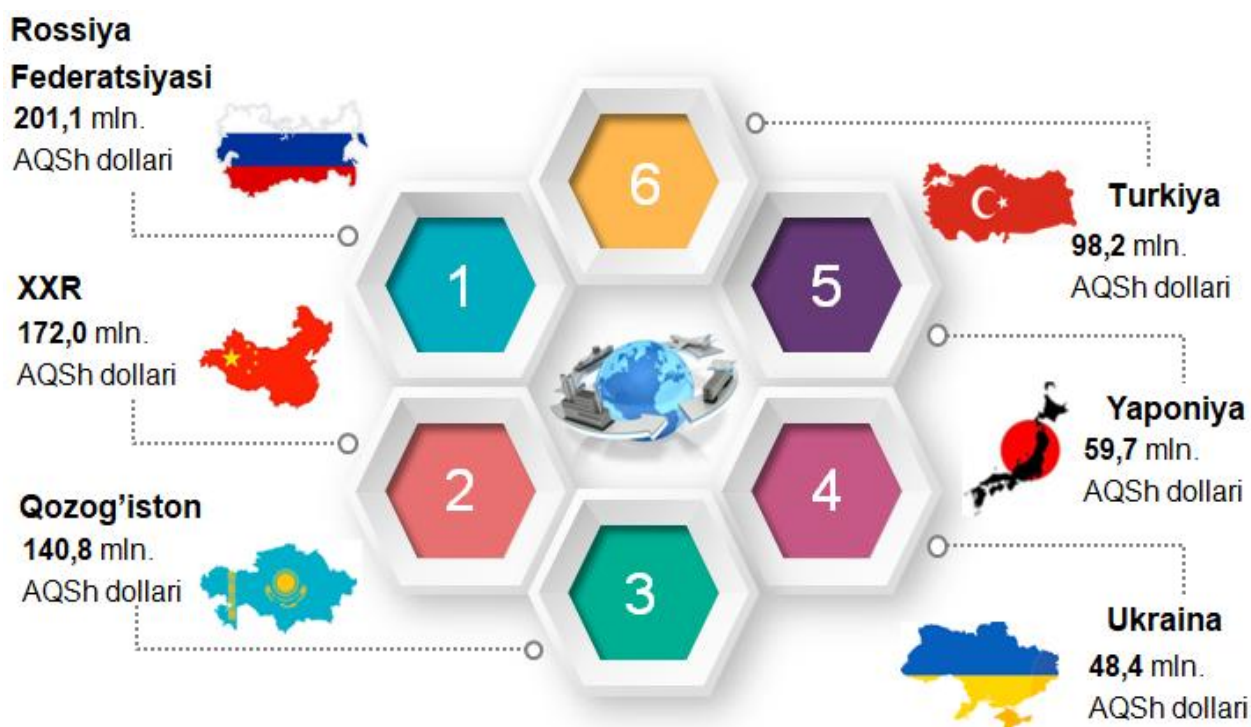 Rossiya
Federatsiyasi
201,1 mln.
AQSh dollari
XXR
172,0 mln.
AQSh dollari
Qozog'iston
140,8 mln.
AQSh dollari
6
1
5
2
4
3
Turkiya
98,2 mln.
AQSh dollari
Yaponiya
59,7 mln.
AQSh dollari
Ukraina
48,4 mln.
AQSh dollari